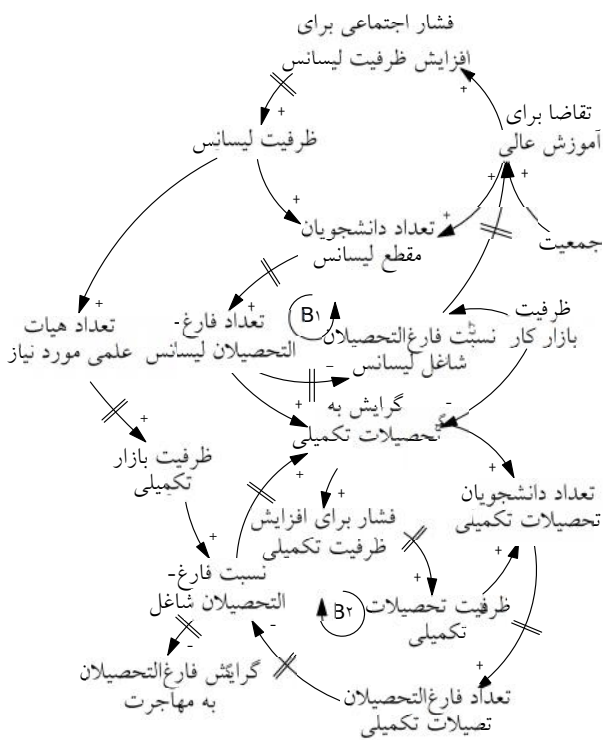 فشار اجتماعی برای
افزایش ظرفیت لیسانس
تقاضا برای
آموزش عالی
ظرفیت لیسانس
تعداد دانشجویان
مقطع لیسانس
جمعیت
تعداد هیات
علمی مورد نیاز
تعداد فارغ-
التحصیلان لیسانس
B۱
نسبت فارغ‌التحصیلان
شاغل لیسانس
ظرفیت
بازار کار
گرایش به
تحصیلات تکمیلی
ظرفیت بازار
تکمیلی
تعداد دانشجویان
تحصیلات تکمیلی
فشار برای افزایش
ظرفیت تکمیلی
نسبت فارغ-
التحصیلان شاغل
B۲
ظرفیت تحصیلات
تکمیلی
گرایش فارغ‌التحصیلان
به مهاجرت
تعداد فارغ‌التحصیلان
تصیلات تکمیلی